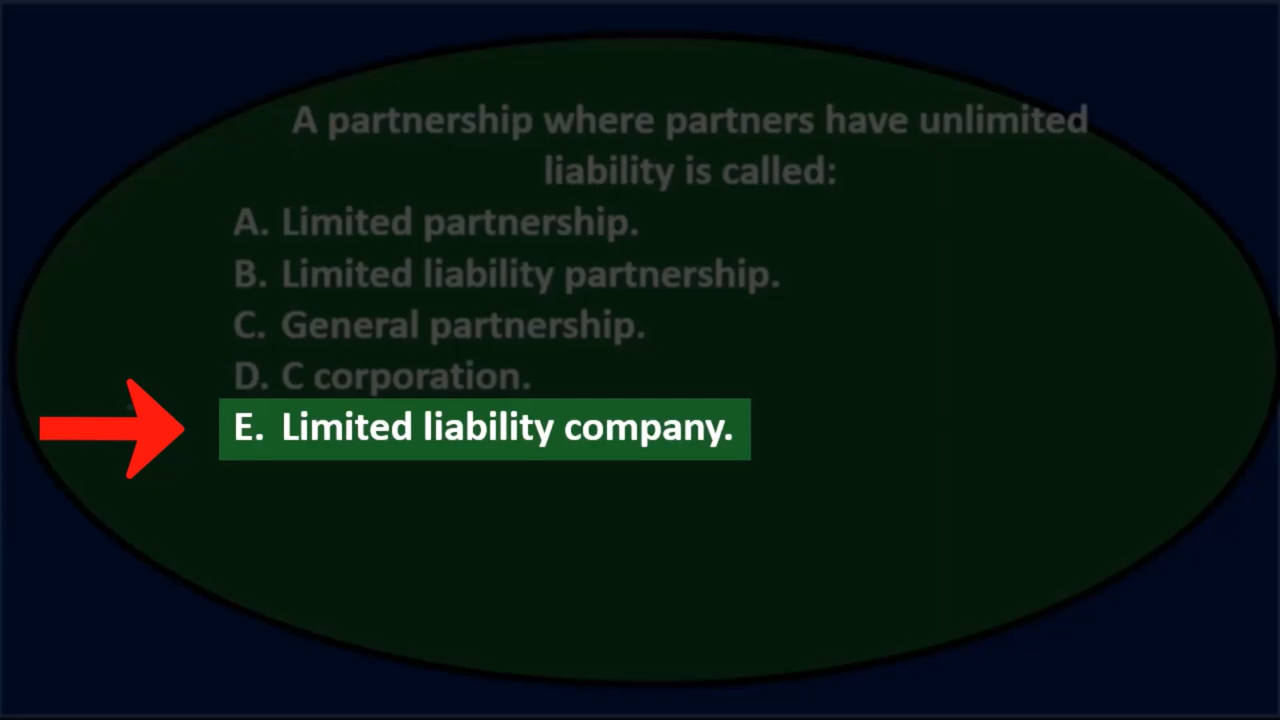 A partnership where partners have unlimited
liability is called:
A. Limited partnership.
B. Limited liability partnership.
C. General partnership.
D. C corporation.
E. Limited liability company.